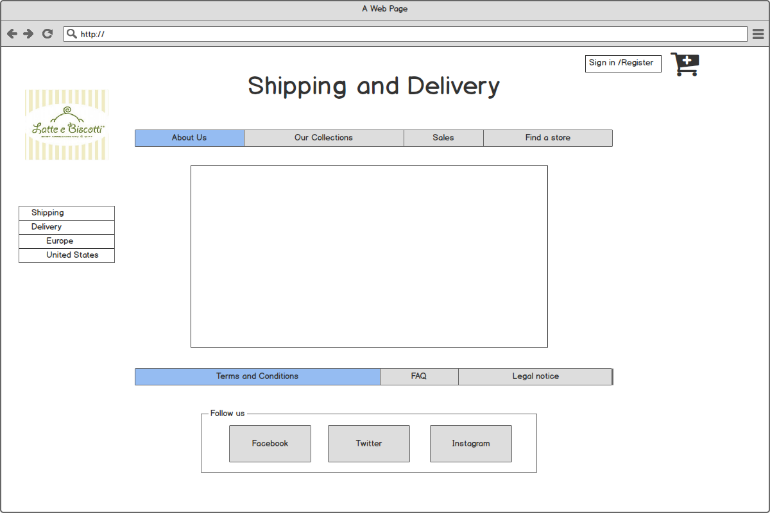 A Web Page
http://
Sign in /Register
Shipping and Delivery
Latte e Biscotti
About Us
Our Collections
Sales
Find a store
Shipping
Delivery
Europe
United States
Terms and Conditions
FAQ
Legal notice
Follow us
Facebook
Twitter
Instagram